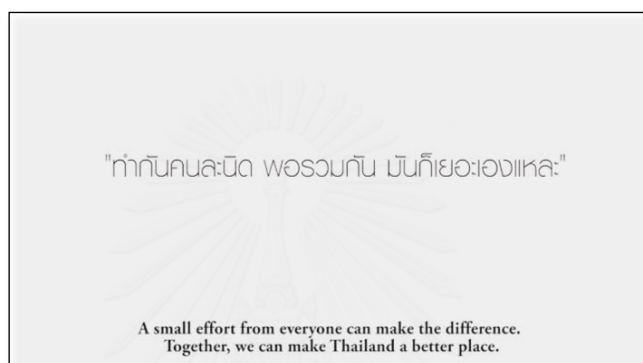 "ทำกันคนละนิด พอรวมกัน มันก็เยอะเองแหละ"
A small effort from everyone can make the difference.
Together, we can make Thailand a better place.